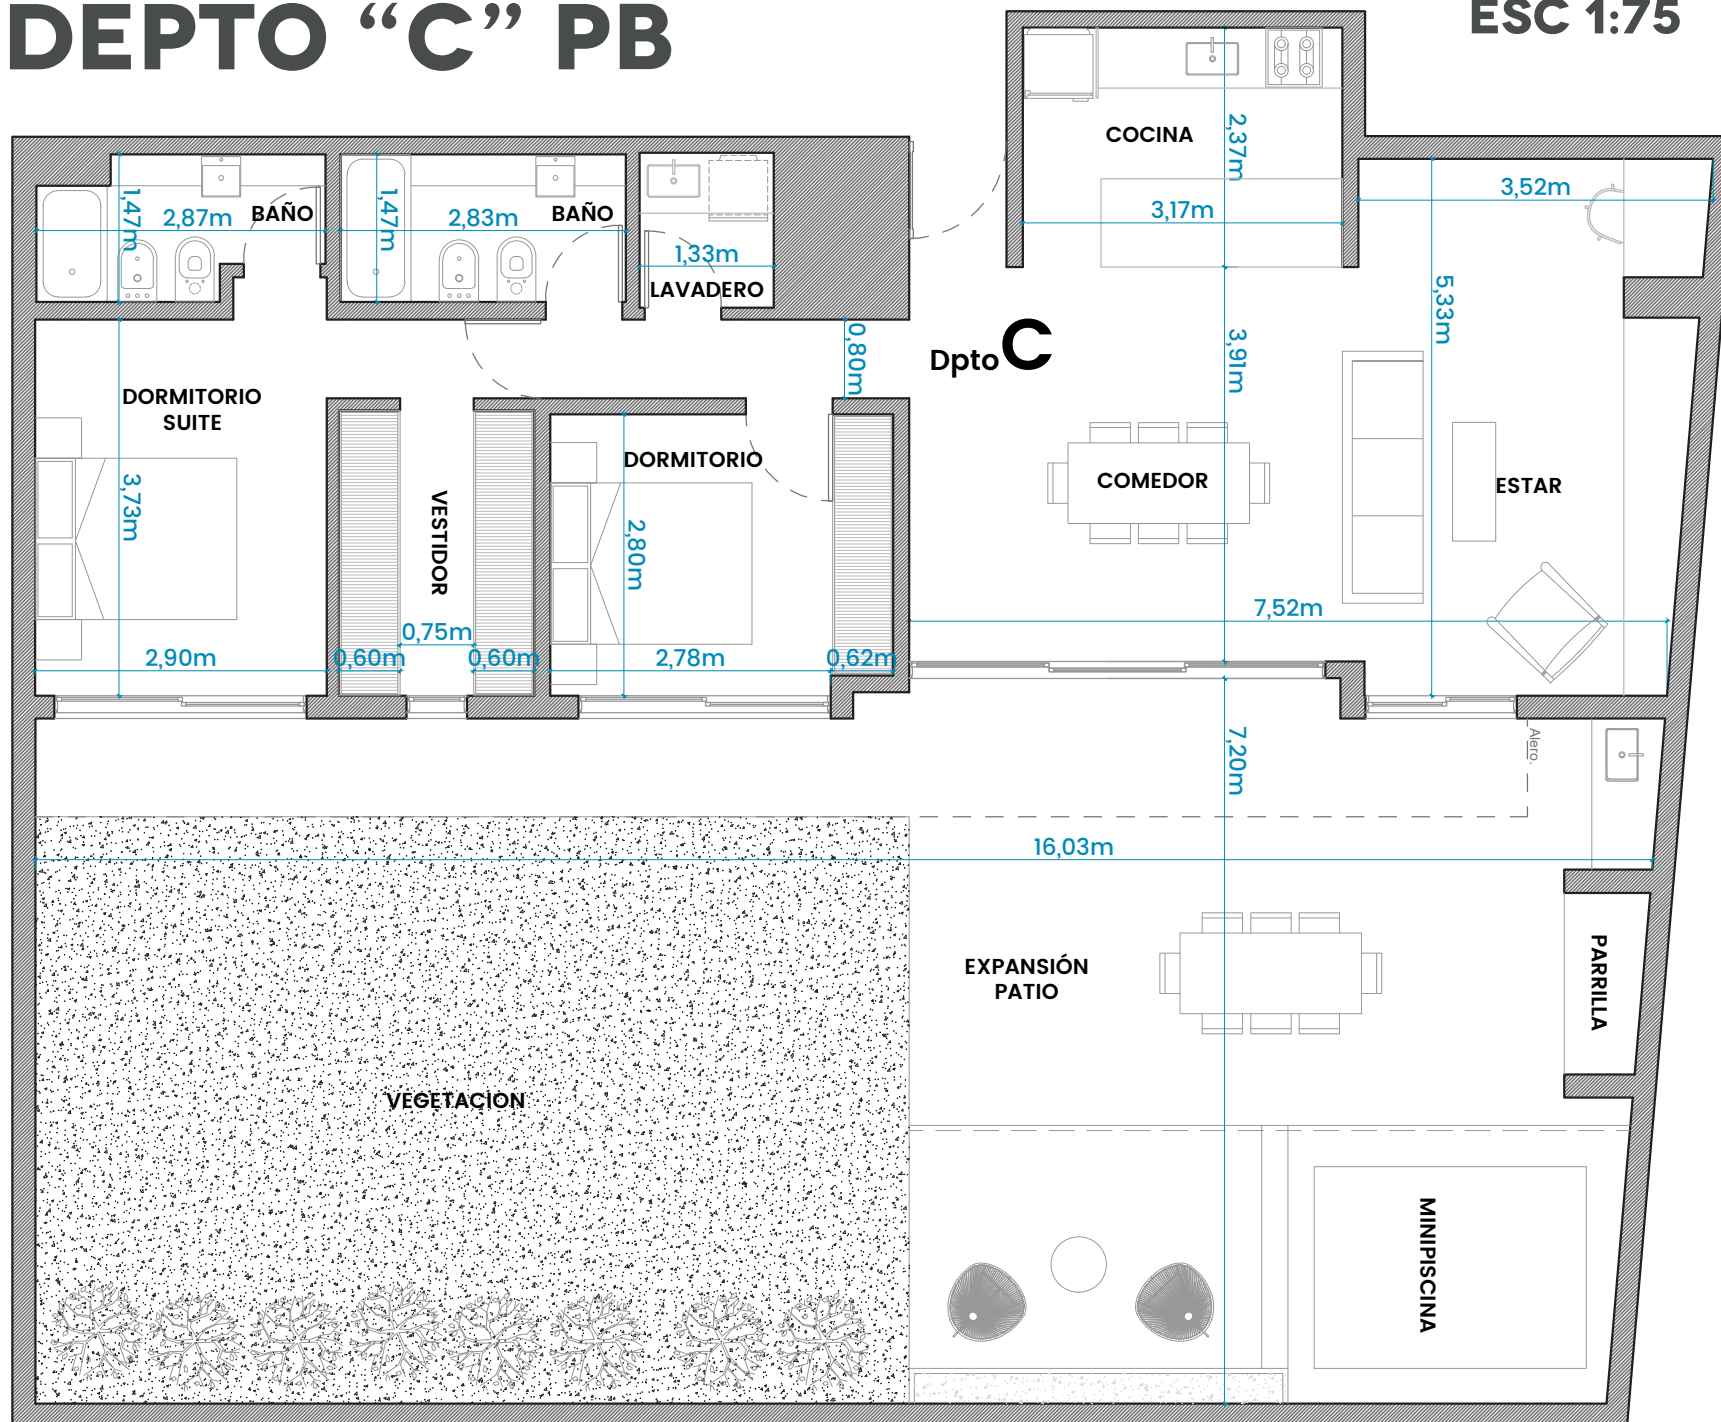 DEPTO “C” PB
ESC 1:75
COCINA
2,37m
3,17m
3,52m
1,47m
2,87m
BAÑO
1,47m
2,83m
BAÑO
1,33m
LAVADERO
5,33m
0,80m
Dpto C
3,91m
DORMITORIO
SUITE
3,73m
VESTIDOR
DORMITORIO
2,80m
COMEDOR
ESTAR
7,52m
0,75m
2,90m
0,60m
0,60m
2,78m
0,62m
7,20m
Alero.
16,03m
EXPANSIÓN
PATIO
PARRILLA
VEGETACION
MINIPISCINA